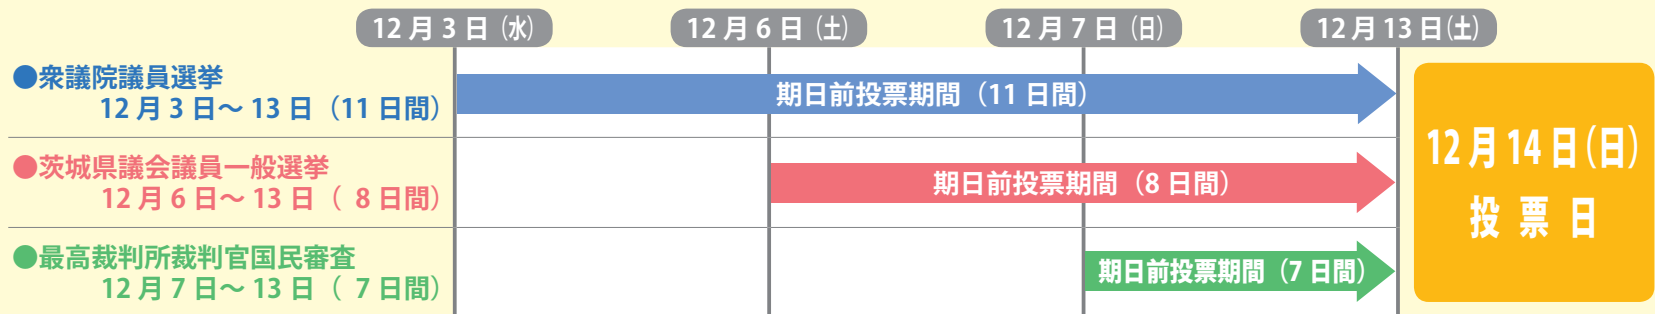 12月3日(水)
12月6日(土)
12月7日(日)
12月13日(土)
●衆議院議員選挙
12月3日~13日(11日間)
期日前投票期間(11日間)
●茨城県議会議員一般選挙
12月6日~13日( 8日間)
期日前投票期間(8日間)
●最高裁判所裁判官国民審査
12月7日~13日( 7日間)
期日前投票期間(7日間)
12月14日(日)
投票日